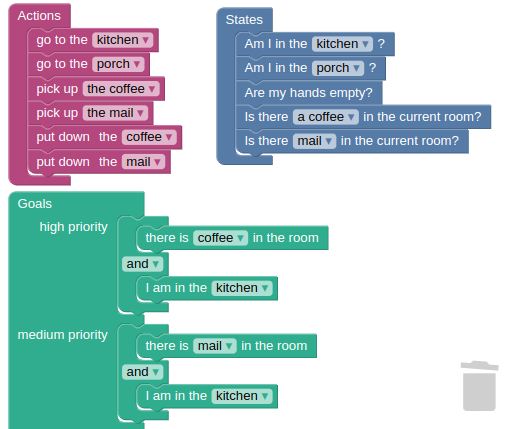 Actions
go to the kitchen ▾
go to the porch ▾
pick up the coffee ▾
pick up the mail ▾
put down the coffee ▾
put down the mail ▾
States
Am I in the kitchen ▾ ?
Am I in the porch ▾ ?
Are my hands empty?
Is there a coffee ▾ in the current room?
Is there mail ▾ in the current room?
Goals
high priority
there is coffee ▾ in the room
and ▾
I am in the kitchen ▾
medium priority
there is mail ▾ in the room
and ▾
I am in the kitchen ▾